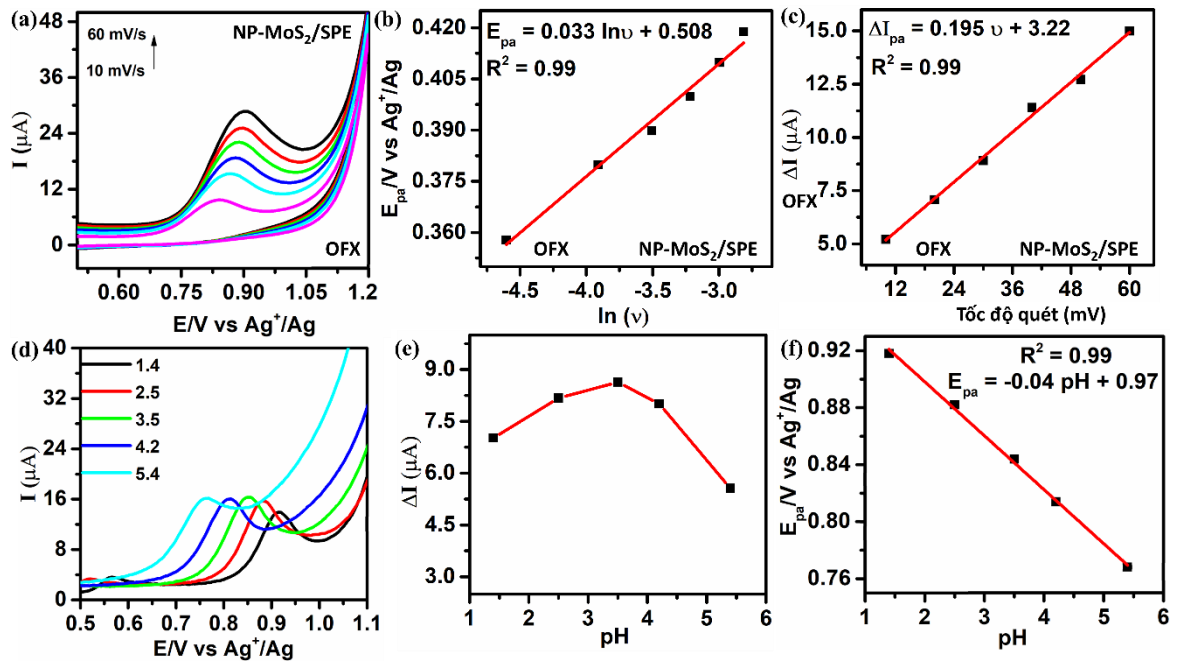 (a)
60 mV/s
10 mV/s
NP-MoS₂/SPE
OFX
I (µA)
48
36
24
12
0
0.60 0.75 0.90 1.05 1.2
E/V vs Ag⁺/Ag
(b)
Eₚₐ = 0.033 lnυ + 0.508
R² = 0.99
OFX NP-MoS₂/SPE
Eₚₐ/V vs Ag⁺/Ag
0.420
0.390
0.380
0.360
-4.5 -4.0 -3.5 -3.0
ln (ν)
(c)
ΔIₚₐ = 0.195 υ + 3.22
R² = 0.99
OFX
NP-MoS₂/SPE
OFX ΔI (µA)
15.0
12.5
10.0
7.5
5.0
12 24 36 48 60
Tốc độ quét (mV)
(d)
1.4
2.5
3.5
4.2
5.4
I (µA)
40
32
24
16
8
0
0.5 0.6 0.7 0.8 0.9 1.0 1.1
E/V vs Ag⁺/Ag
(e)
ΔI (µA)
9.0
7.5
6.0
4.5
3.0
1 2 3 4 5 6
pH
(f)
R² = 0.99
Eₚₐ = -0.04 pH + 0.97
Eₚₐ/V vs Ag⁺/Ag
0.92
0.88
0.84
0.80
0.76
1 2 3 4 5 6
pH